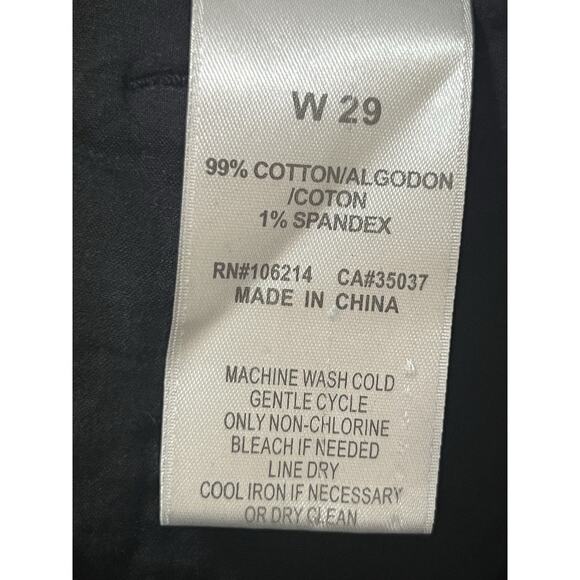 W 29
99% COTTON/ALGODON
/COTON
1% SPANDEX
RN#106214 CA#35037
MADE IN CHINA
MACHINE WASH COLD
GENTLE CYCLE
ONLY NON-CHLORINE
BLEACH IF NEEDED
LINE DRY
COOL IRON IF NECESSARY
OR DRY CLEAN